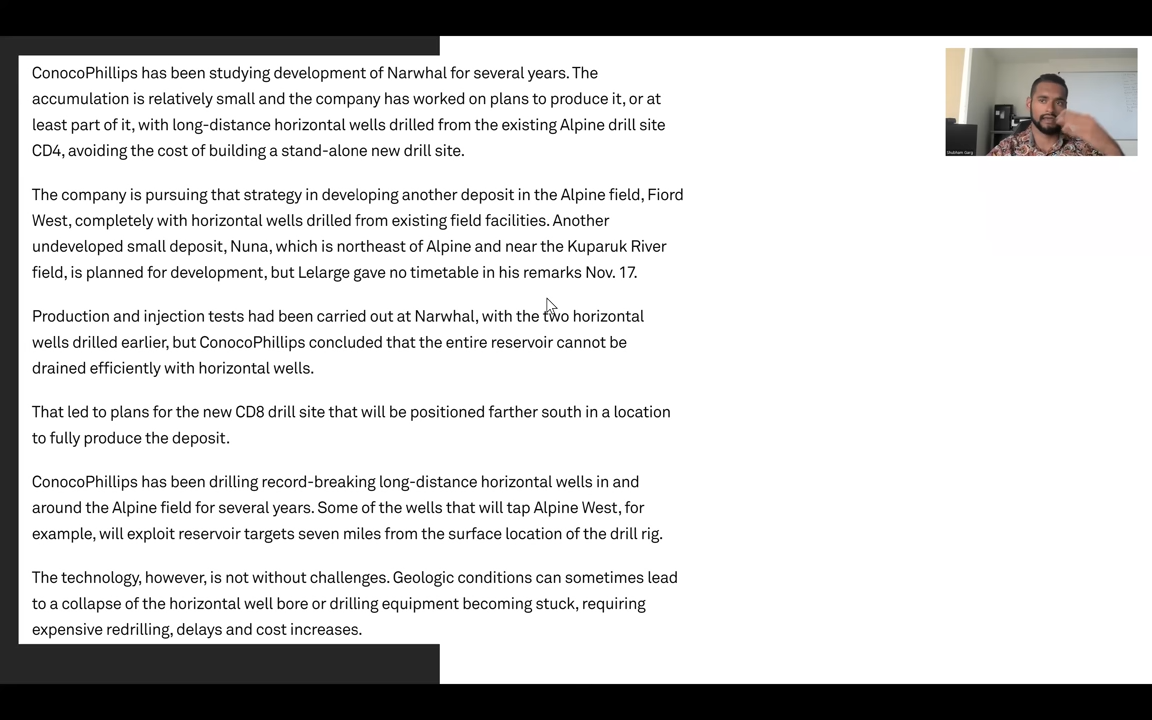 ConocoPhillips has been studying development of Narwhal for several years. The
accumulation is relatively small and the company has worked on plans to produce it, or at
least part of it, with long-distance horizontal wells drilled from the existing Alpine drill site
CD4, avoiding the cost of building a stand-alone new drill site.
The company is pursuing that strategy in developing another deposit in the Alpine field, Fiord
West, completely with horizontal wells drilled from existing field facilities. Another
undeveloped small deposit, Nuna, which is northeast of Alpine and near the Kuparuk River
field, is planned for development, but Lelarge gave no timetable in his remarks Nov. 17.
Production and injection tests had been carried out at Narwhal, with the two horizontal
wells drilled earlier, but ConocoPhillips concluded that the entire reservoir cannot be
drained efficiently with horizontal wells.
That led to plans for the new CD8 drill site that will be positioned farther south in a location
to fully produce the deposit.
ConocoPhillips has been drilling record-breaking long-distance horizontal wells in and
around the Alpine field for several years. Some of the wells that will tap Alpine West, for
example, will exploit reservoir targets seven miles from the surface location of the drill rig.
The technology, however, is not without challenges. Geologic conditions can sometimes lead
to a collapse of the horizontal well bore or drilling equipment becoming stuck, requiring
expensive redrilling, delays and cost increases.
Shubham Garg